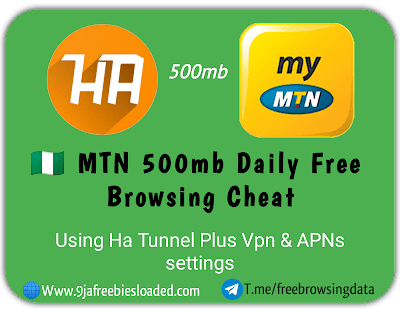 HA
500mb
my
MTN
MTN 500mb Daily Free
Browsing Cheat
Using Ha Tunnel Plus Vpn & APNs
settings
Www.9jafreebiesloaded.com
T.me/freebrowsingdata